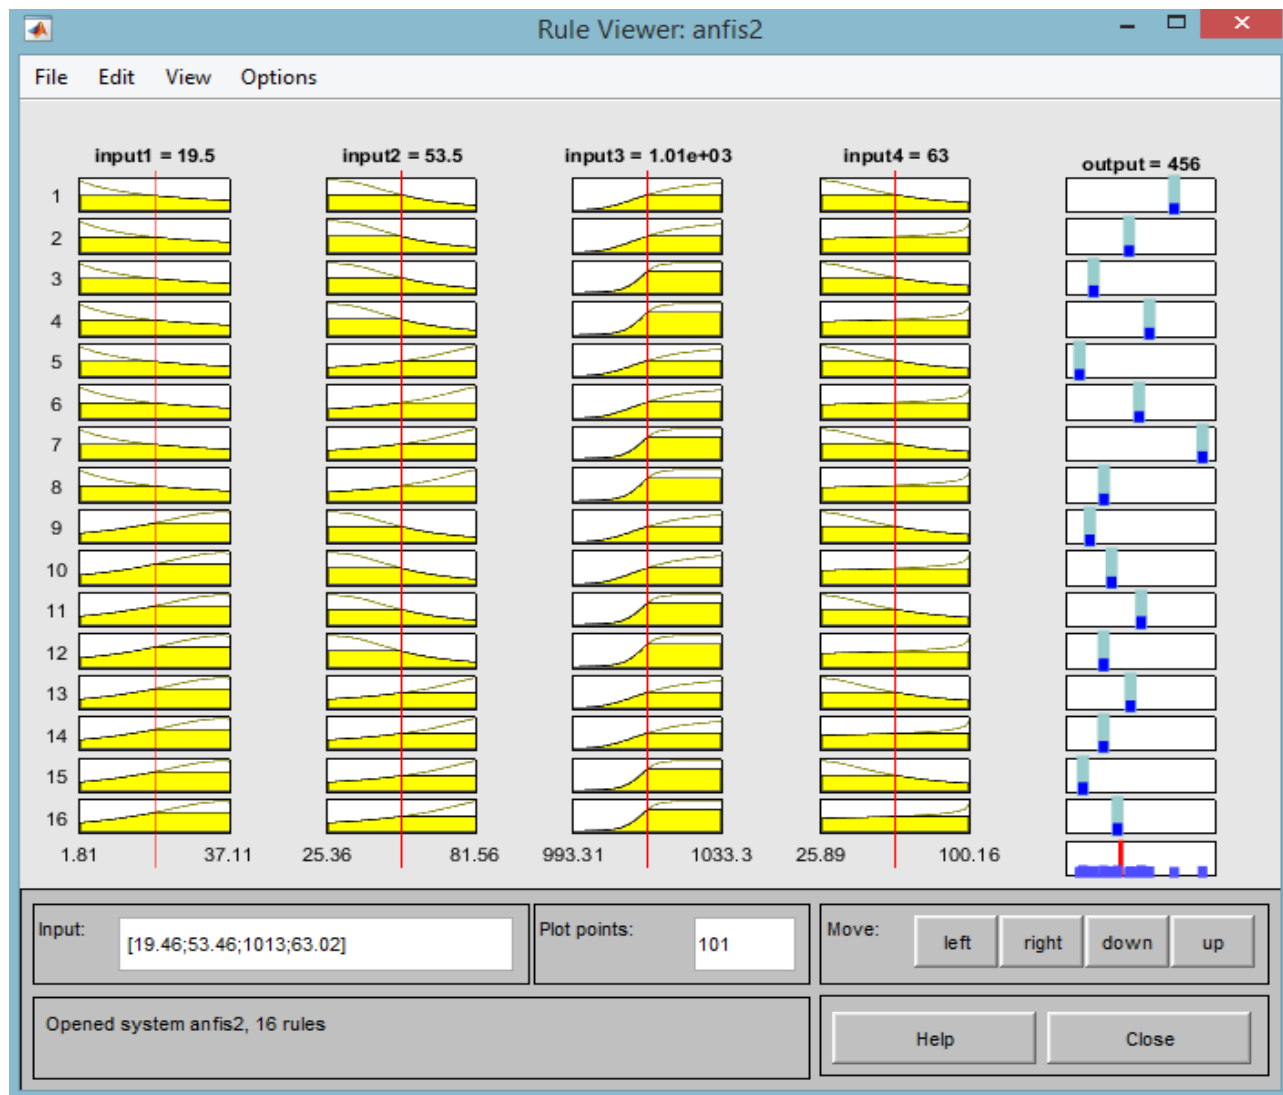 Rule Viewer: anfis2
File Edit View Options
input1 = 19.5 input2 = 53.5 input3 = 1.01e+03 input4 = 63 output = 456
1
2
3
4
5
6
7
8
9
10
11
12
13
14
15
16
1.81 37.11 25.36 81.56 993.31 1033.3 25.89 100.16
Input: [19.46;53.46;1013;63.02] Plot points: 101 Move: left right down up
Opened system anfis2, 16 rules Help Close